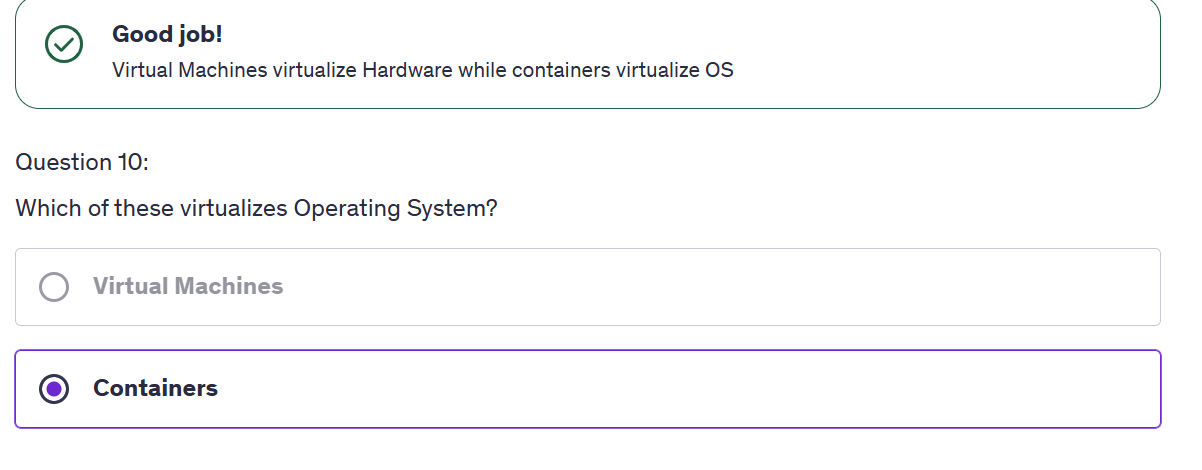 Good job!
Virtual Machines virtualize Hardware while containers virtualize OS
Question 10:
Which of these virtualizes Operating System?
Virtual Machines
Containers